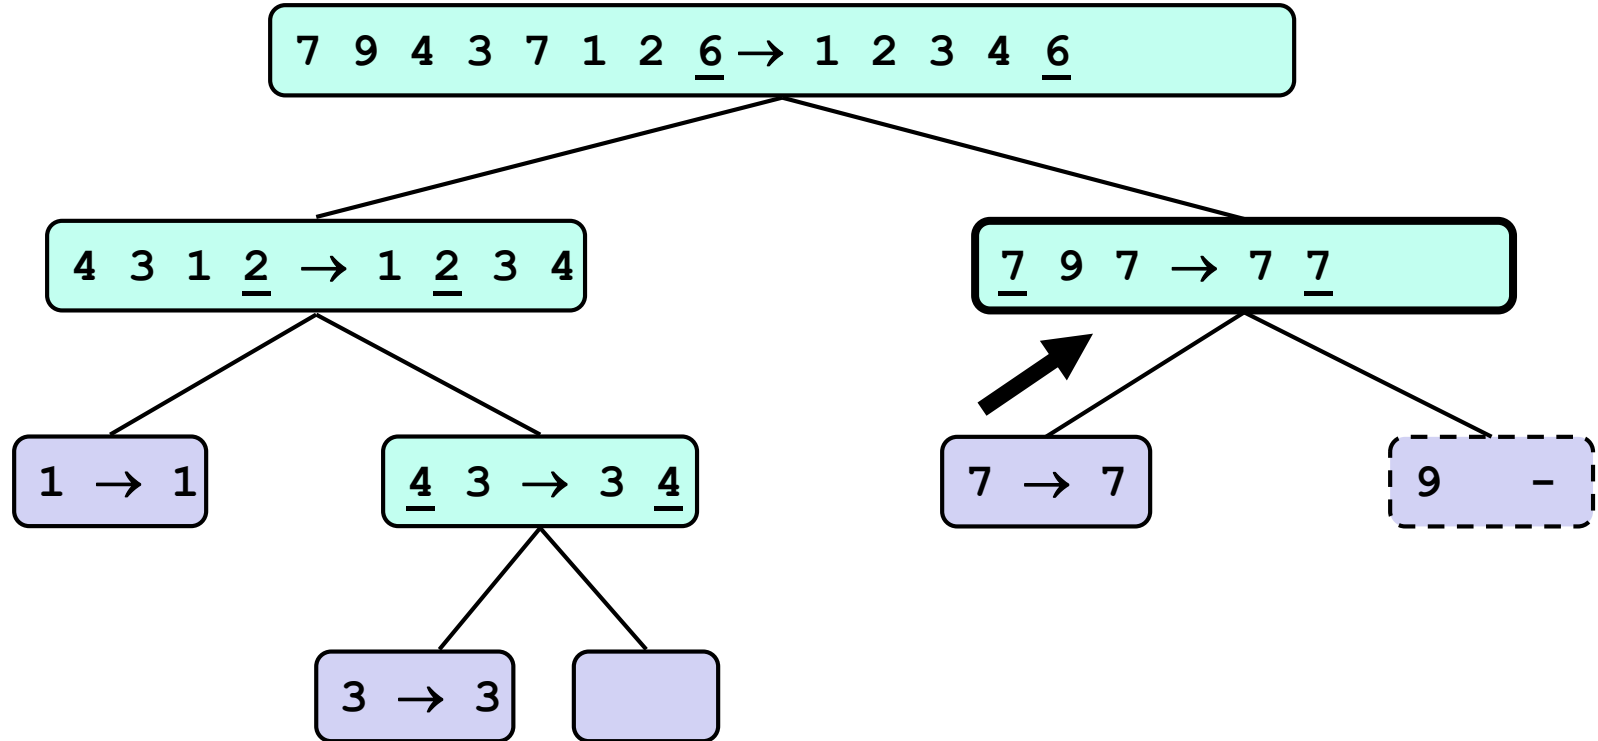 7 9 4 3 7 1 2 6 → 1 2 3 4 6
4 3 1 2 → 1 2 3 4
7 9 7 → 7 7
1 → 1
4 3 → 3 4
7 → 7
9 -
3 → 3